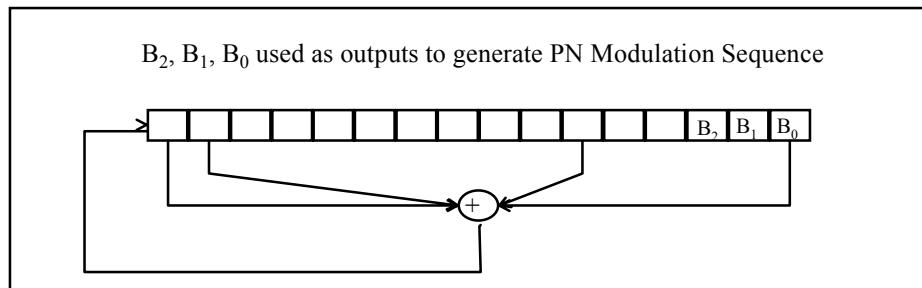 B₂, B₁, B₀ used as outputs to generate PN Modulation Sequence
B₂ B₁ B₀
+